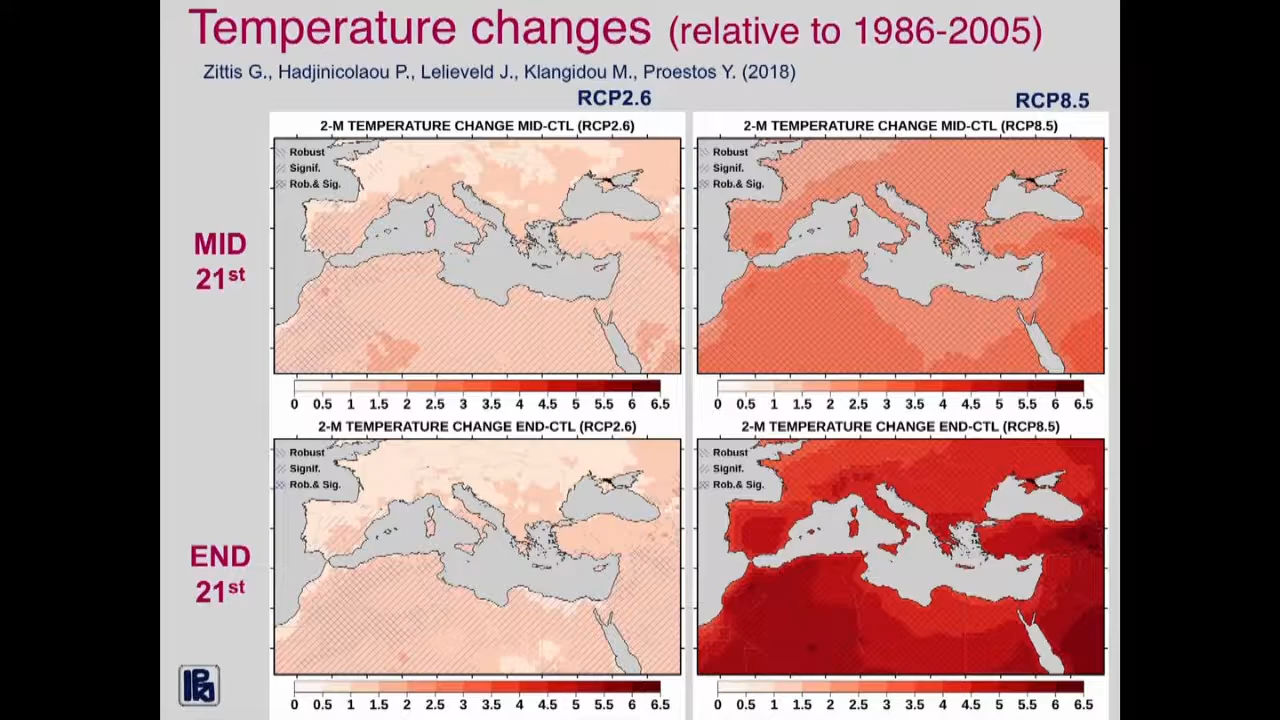 Temperature changes (relative to 1986-2005)
Zittis G., Hadjinicolaou P., Lelieveld J., Klangidou M., Proestos Y. (2018)
RCP2.6
RCP8.5
2-M TEMPERATURE CHANGE MID-CTL (RCP2.6)
Robust
Signif.
Rob.& Sig.
0 0.5 1 1.5 2 2.5 3 3.5 4 4.5 5 5.5 6 6.5
2-M TEMPERATURE CHANGE MID-CTL (RCP8.5)
Robust
Signif.
Rob.& Sig.
0 0.5 1 1.5 2 2.5 3 3.5 4 4.5 5 5.5 6 6.5
MID
21st
2-M TEMPERATURE CHANGE END-CTL (RCP2.6)
Robust
Signif.
Rob.& Sig.
0 0.5 1 1.5 2 2.5 3 3.5 4 4.5 5 5.5 6 6.5
2-M TEMPERATURE CHANGE END-CTL (RCP8.5)
Robust
Signif.
Rob.& Sig.
0 0.5 1 1.5 2 2.5 3 3.5 4 4.5 5 5.5 6 6.5
END
21st